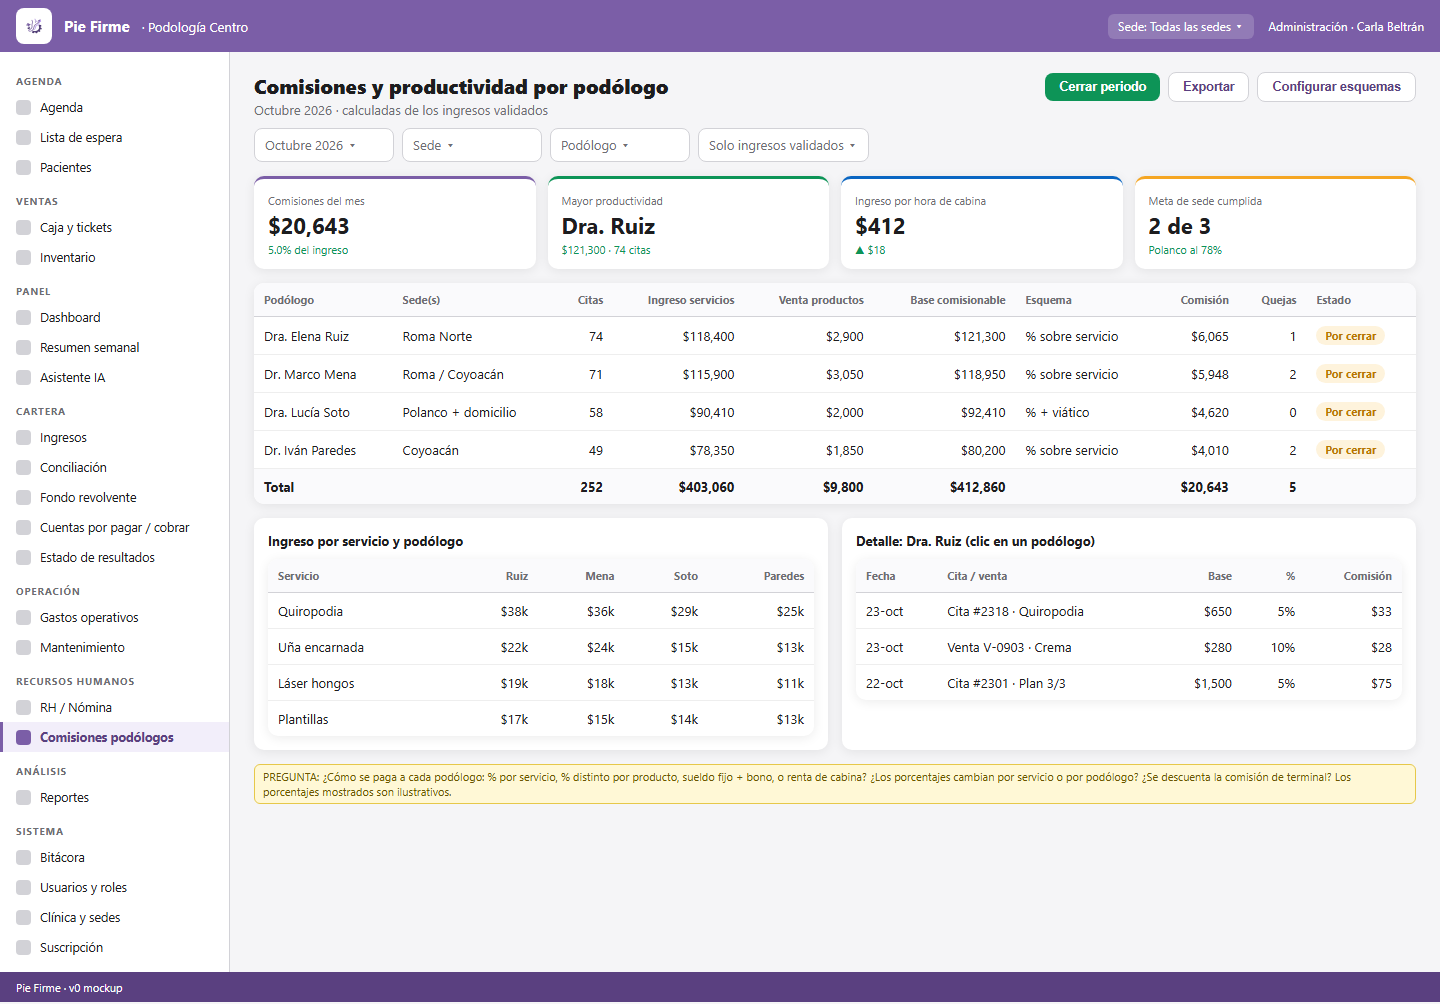 Pie Firme · Podología Centro
Sede: Todas las sedes ▾
Administración · Carla Beltrán
AGENDA
Agenda
Lista de espera
Pacientes
VENTAS
Caja y tickets
Inventario
PANEL
Dashboard
Resumen semanal
Asistente IA
CARTERA
Ingresos
Conciliación
Fondo revolvente
Cuentas por pagar / cobrar
Estado de resultados
OPERACIÓN
Gastos operativos
Mantenimiento
RECURSOS HUMANOS
RH / Nómina
Comisiones podólogos
ANÁLISIS
Reportes
SISTEMA
Bitácora
Usuarios y roles
Clínica y sedes
Suscripción
Comisiones y productividad por podólogo
Octubre 2026 · calculadas de los ingresos validados
Cerrar periodo
Exportar
Configurar esquemas
Octubre 2026 ▾
Sede ▾
Podólogo ▾
Solo ingresos validados ▾
Comisiones del mes
$20,643
5.0% del ingreso
Mayor productividad
Dra. Ruiz
$121,300 · 74 citas
Ingreso por hora de cabina
$412
▲ $18
Meta de sede cumplida
2 de 3
Polanco al 78%
Podólogo Sede(s) Citas Ingreso servicios Venta productos Base comisionable Esquema Comisión Quejas Estado
Dra. Elena Ruiz Roma Norte 74 $118,400 $2,900 $121,300 % sobre servicio $6,065 1 Por cerrar
Dr. Marco Mena Roma / Coyoacán 71 $115,900 $3,050 $118,950 % sobre servicio $5,948 2 Por cerrar
Dra. Lucía Soto Polanco + domicilio 58 $90,410 $2,000 $92,410 % + viático $4,620 0 Por cerrar
Dr. Iván Paredes Coyoacán 49 $78,350 $1,850 $80,200 % sobre servicio $4,010 2 Por cerrar
Total 252 $403,060 $9,800 $412,860 $20,643 5
Ingreso por servicio y podólogo
Servicio Ruiz Mena Soto Paredes
Quiropodia $38k $36k $29k $25k
Uña encarnada $22k $24k $15k $13k
Láser hongos $19k $18k $13k $11k
Plantillas $17k $15k $14k $13k
Detalle: Dra. Ruiz (clic en un podólogo)
Fecha Cita / venta Base % Comisión
23-oct Cita #2318 · Quiropodia $650 5% $33
23-oct Venta V-0903 · Crema $280 10% $28
22-oct Cita #2301 · Plan 3/3 $1,500 5% $75
PREGUNTA: ¿Cómo se paga a cada podólogo: % por servicio, % distinto por producto, sueldo fijo + bono, o renta de cabina? ¿Los porcentajes cambian por servicio o por podólogo? ¿Se descuenta la comisión de terminal? Los
porcentajes mostrados son ilustrativos.
Pie Firme · v0 mockup